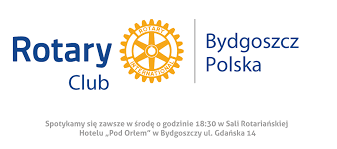 Rotary
Club
ROTARY
INTERNATIONAL
Bydgoszcz
Polska
Spotykamy się zawsze w środę o godzinie 18:30 w Sali Rotariańskiej
Hotelu „Pod Orłem” w Bydgoszczy ul. Gdańska 14